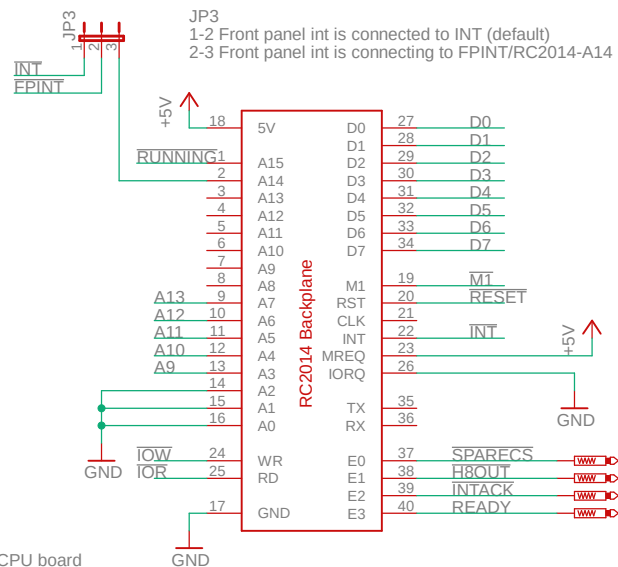 JP3
1-2 Front panel int is connected to INT (default)
2-3 Front panel int is connecting to FPINT/RC2014-A14
JP3
1 2 3
INT
FPINT
+5V
18 5V D0 27 D0
D1 28 D1
RUNNING 1 A15 D2 29 D2
2 A14 D3 30 D3
3 A13 D4 31 D4
4 A12 D5 32 D5
5 A11 D6 33 D6
6 A10 D7 34 D7
7 A9
8 A8 M1 19 M1
A13 9 A7 RST 20 RESET
A12 10 A6 CLK 21
A11 11 A5 INT 22 INT
A10 12 A4 MREQ 23 +5V
A9 13 A3 IORQ 26
14 A2
15 A1 TX 35
16 A0 RX 36
GND
GND
IOW 24 WR E0 37 SPARECS
IOR 25 RD E1 38 H8OUT
E2 39 INTACK
17 GND E3 40 READY
RC2014 Backplane
GND
CPU board